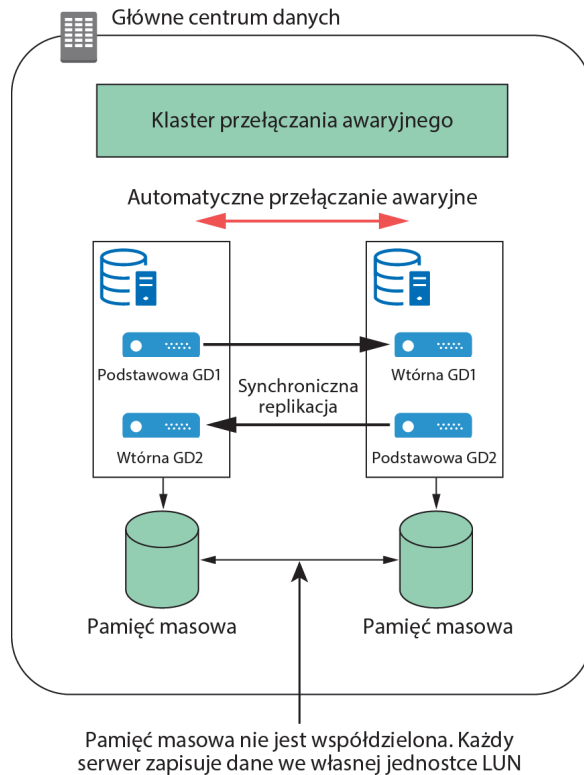 Główne centrum danych
Klaster przełączania awaryjnego
Automatyczne przełączanie awaryjne
Podstawowa GD1
Wtórna GD1
Synchroniczna
replikacja
Wtórna GD2
Podstawowa GD2
Pamięć masowa
Pamięć masowa
Pamięć masowa nie jest współdzielona. Każdy
serwer zapisuje dane we własnej jednostce LUN